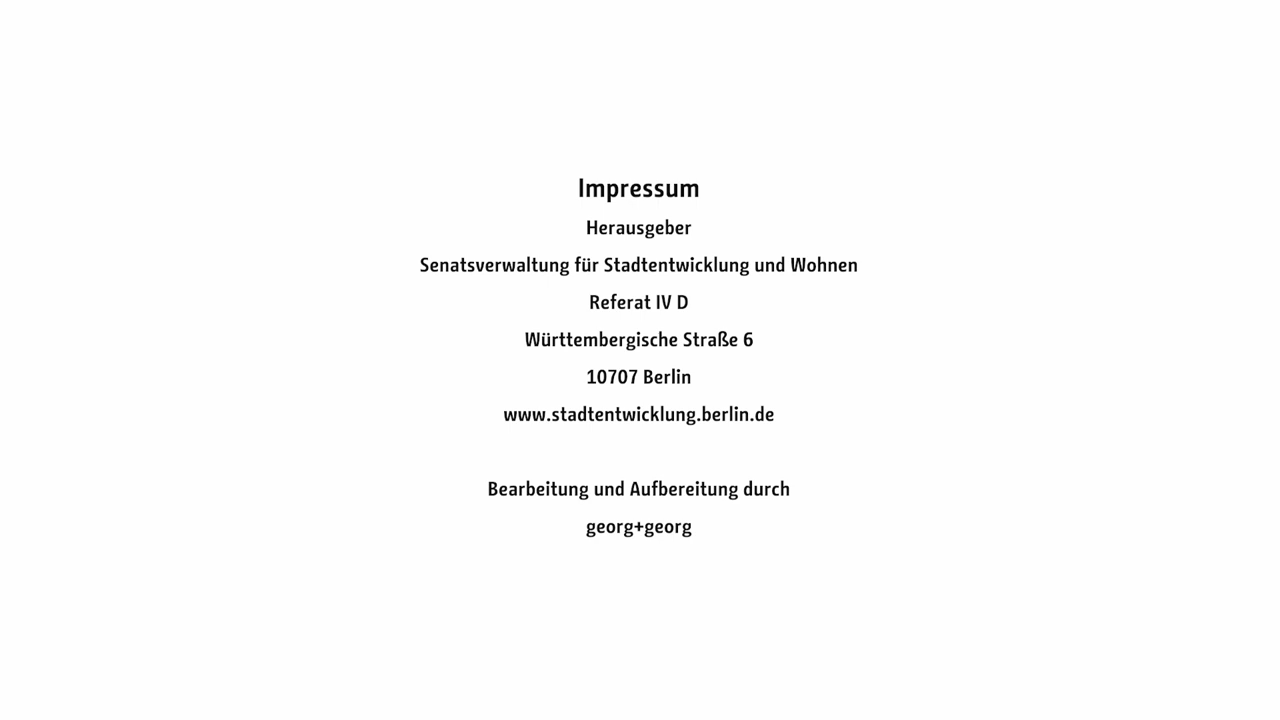 Impressum
Herausgeber
Senatsverwaltung für Stadtentwicklung und Wohnen
Referat IV D
Württembergische Straße 6
10707 Berlin
www.stadtentwicklung.berlin.de
Bearbeitung und Aufbereitung durch
georg+georg